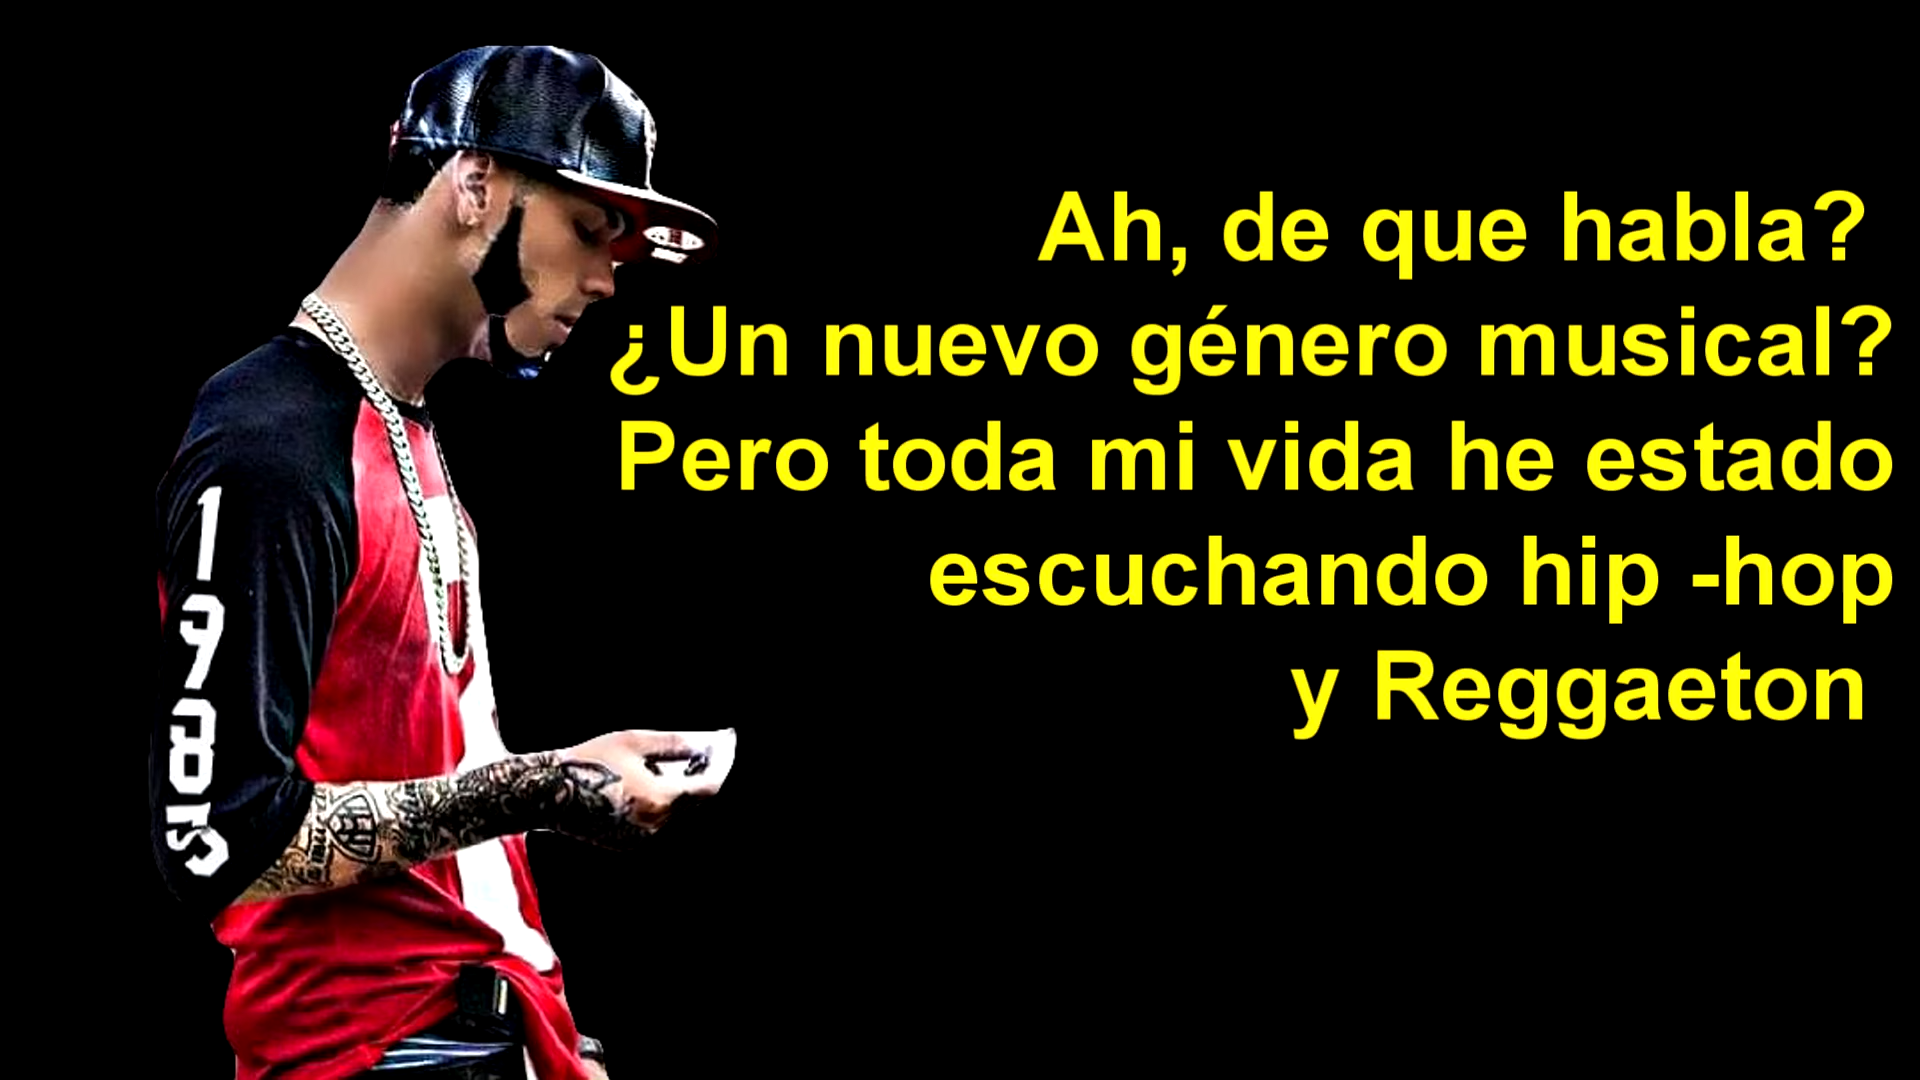 1985
Ah, de que habla?
¿Un nuevo género musical?
Pero toda mi vida he estado
escuchando hip -hop
y Reggaeton